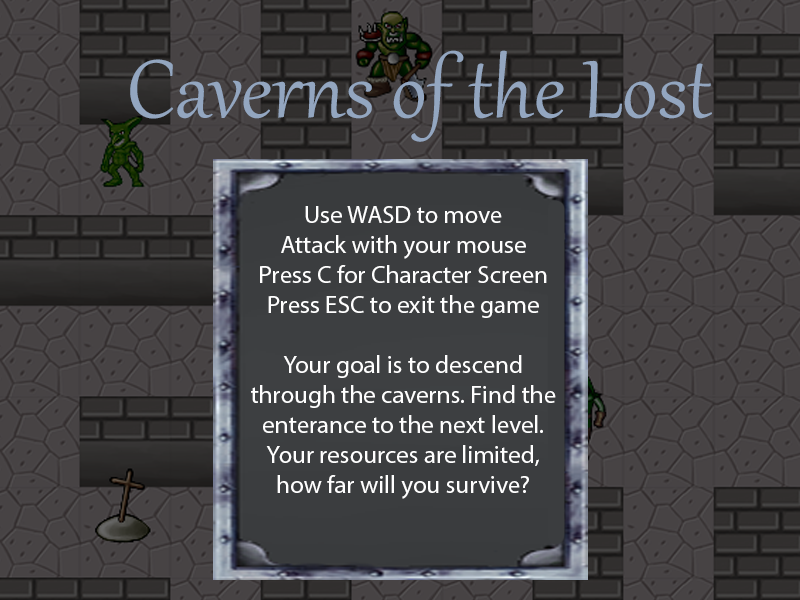 Caverns of the Lost
Use WASD to move
Attack with your mouse
Press C for Character Screen
Press ESC to exit the game
Your goal is to descend
through the caverns. Find the
enterance to the next level.
Your resources are limited,
how far will you survive?